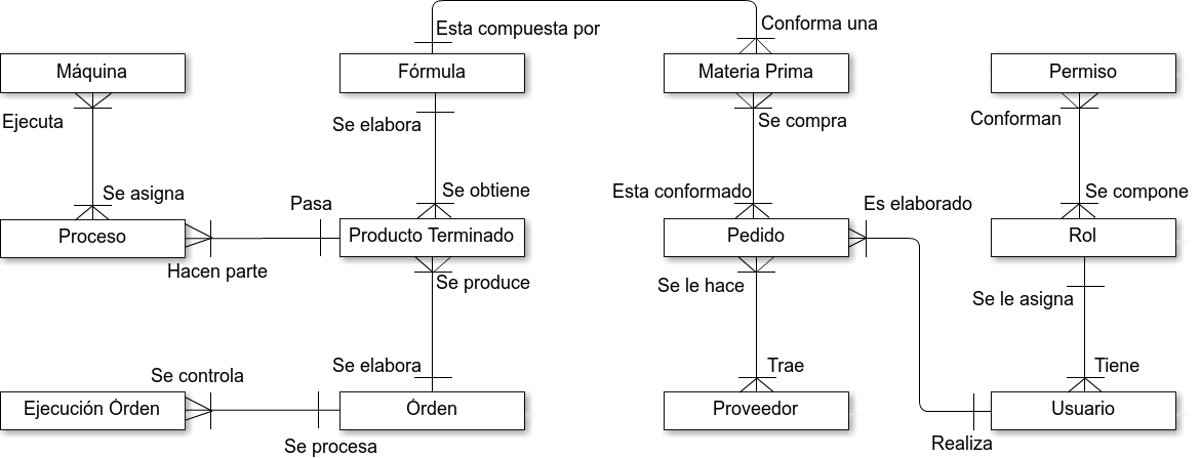 Esta compuesta por
Conforma una
Máquina
Fórmula
Materia Prima
Permiso
Ejecuta
Se elabora
Se compra
Conforman
Se asigna
Se obtiene
Esta conformado
Se compone
Pasa
Es elaborado
Proceso
Producto Terminado
Pedido
Rol
Hacen parte
Se produce
Se le hace
Se le asigna
Se controla
Se elabora
Trae
Tiene
Ejecución Órden
Órden
Proveedor
Usuario
Se procesa
Realiza